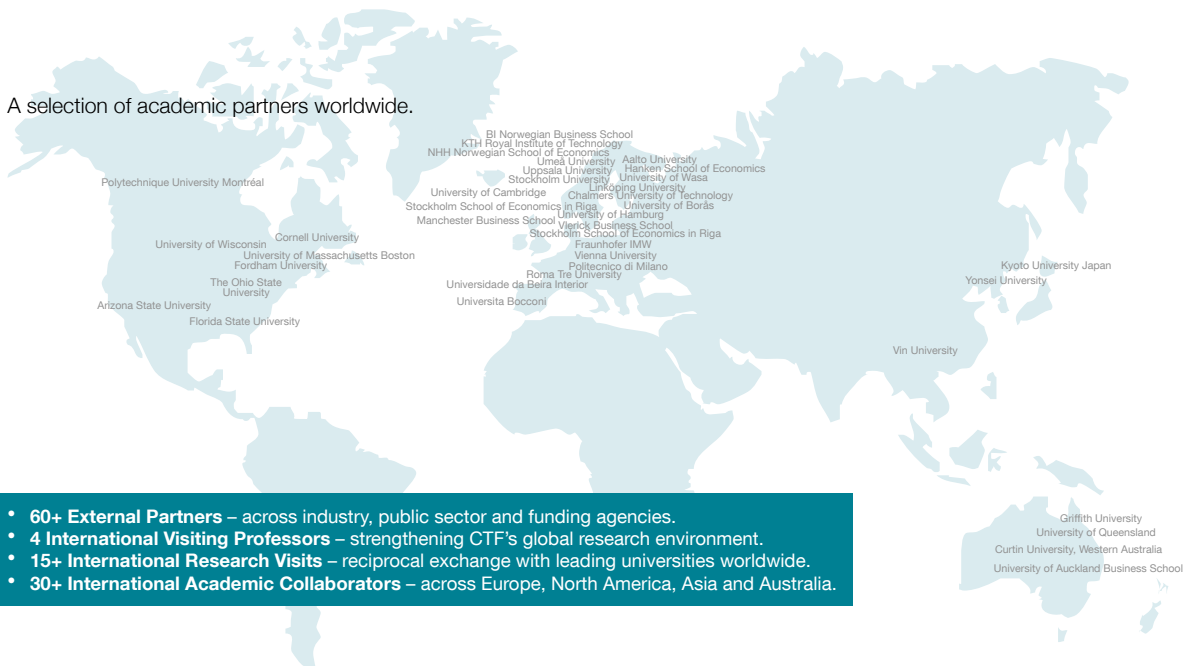 A selection of academic partners worldwide.
BI Norwegian Business School
KTH Royal Institute of Technology
NHH Norwegian School of Economics
Umeå University
Aalto University
Uppsala University
Hanken School of Economics
Stockholm University
University of Wasa
Linköping University
University of Cambridge
Chalmers University of Technology
Stockholm School of Economics in Riga
University of Borås
Manchester Business School
University of Hamburg
Vlerick Business School
Stockholm School of Economics in Riga
Fraunhofer IMW
Vienna University
Politecnico di Milano
Roma Tre University
Universidade da Beira Interior
Universita Bocconi
Polytechnique University Montréal
Cornell University
University of Wisconsin
University of Massachusetts Boston
Fordham University
The Ohio State
University
Arizona State University
Florida State University
Kyoto University Japan
Yonsei University
Vin University
Griffith University
University of Queensland
Curtin University, Western Australia
University of Auckland Business School
• 60+ External Partners – across industry, public sector and funding agencies.
• 4 International Visiting Professors – strengthening CTF's global research environment.
• 15+ International Research Visits – reciprocal exchange with leading universities worldwide.
• 30+ International Academic Collaborators – across Europe, North America, Asia and Australia.